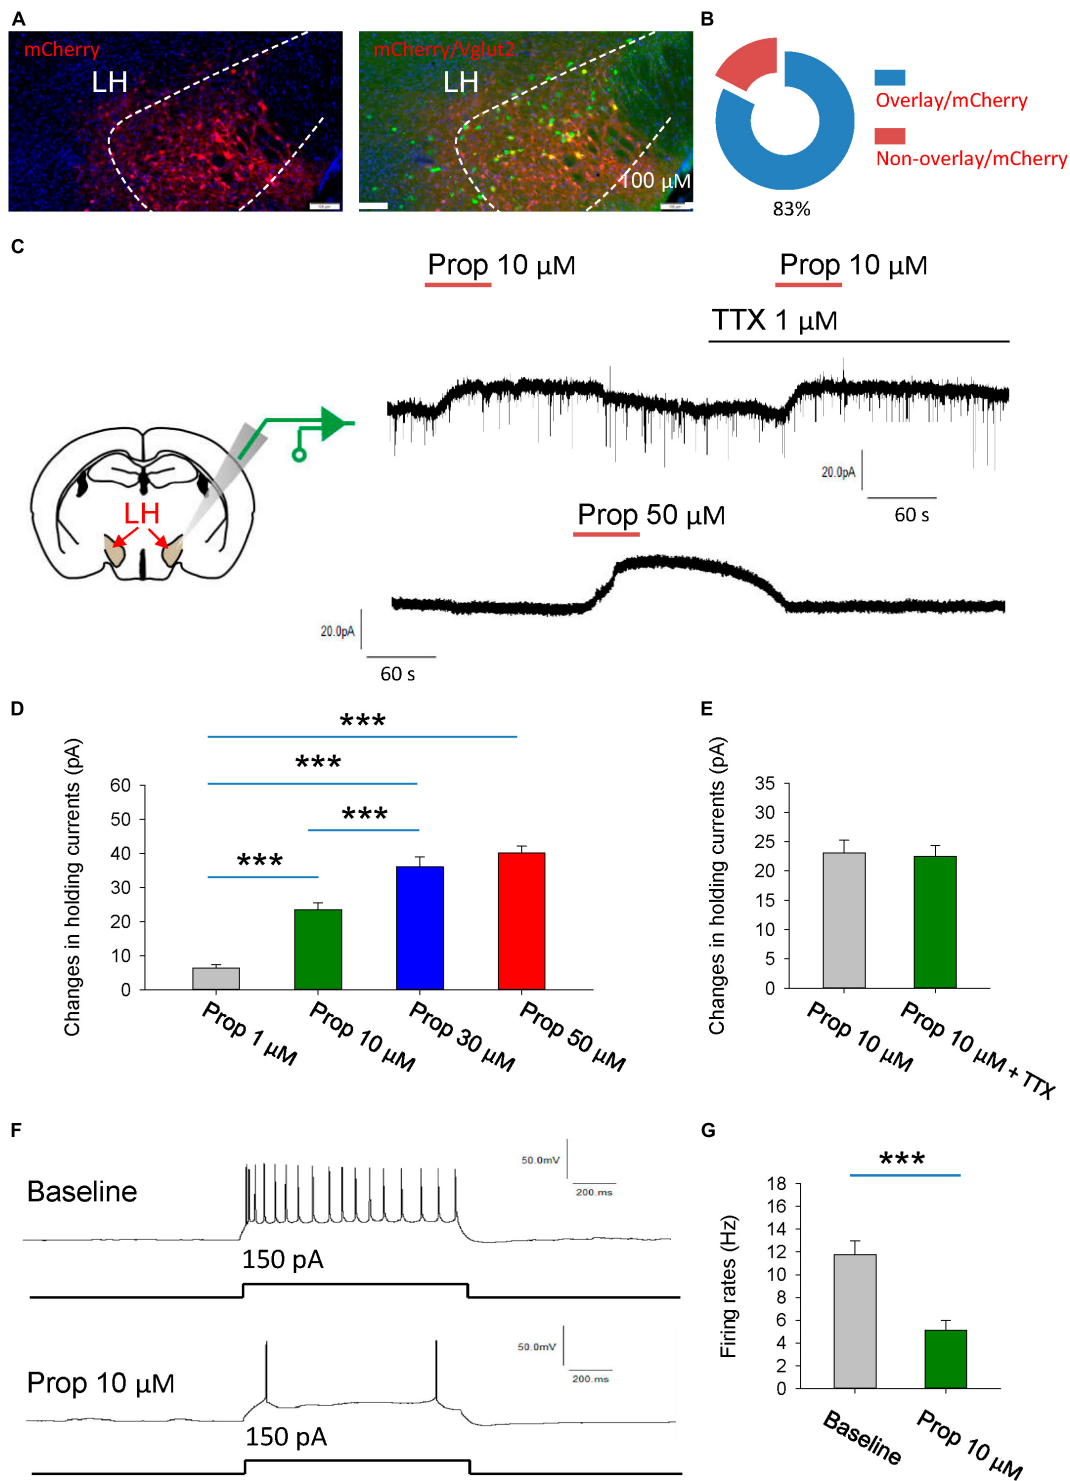 A
mCherry
LH
mCherry/Vglut2
LH
100 µM
B
Overlay/mCherry
Non-overlay/mCherry
83%
C
Prop 10 µM
Prop 10 µM
TTX 1 µM
LH
20.0pA
60 s
Prop 50 µM
20.0pA
60 s
D
Changes in holding currents (pA)
60
50
40
30
20
10
0
***
***
***
***
Prop 1 µM
Prop 10 µM
Prop 30 µM
Prop 50 µM
E
Changes in holding currents (pA)
35
30
25
20
15
10
5
0
Prop 10 µM
Prop 10 µM + TTX
F
Baseline
50.0mV
200.ms
150 pA
Prop 10 µM
50.0mV
200.ms
150 pA
G
***
Firing rates (Hz)
18
16
14
12
10
8
6
4
2
0
Baseline
Prop 10 µM